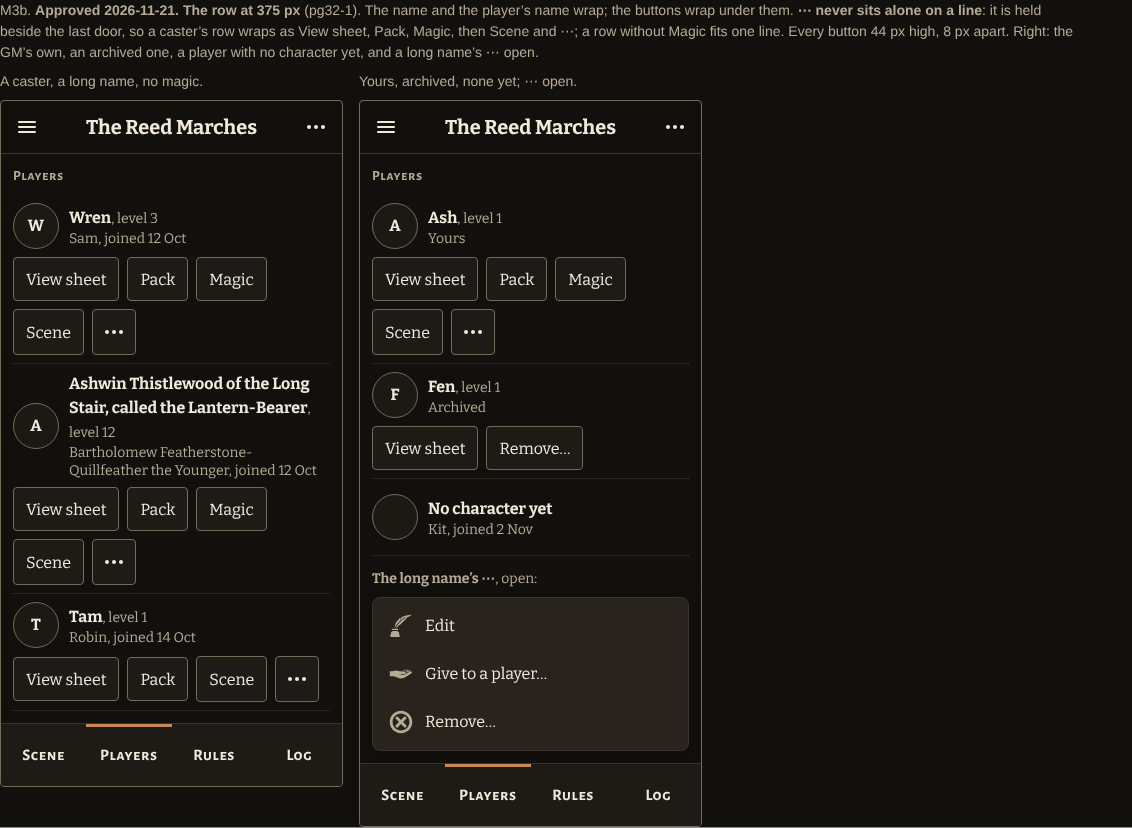 M3b. Approved 2026-11-21. The row at 375 px (pg32-1). The name and the player’s name wrap; the buttons wrap under them. ··· never sits alone on a line: it is held
beside the last door, so a caster’s row wraps as View sheet, Pack, Magic, then Scene and ···; a row without Magic fits one line. Every button 44 px high, 8 px apart. Right: the
GM’s own, an archived one, a player with no character yet, and a long name’s ··· open.
A caster, a long name, no magic.
The Reed Marches
Players
W
Wren, level 3
Sam, joined 12 Oct
View sheet
Pack
Magic
Scene
···
A
Ashwin Thistlewood of the Long
Stair, called the Lantern-Bearer,
level 12
Bartholomew Featherstone-
Quillfeather the Younger, joined 12 Oct
View sheet
Pack
Magic
Scene
···
T
Tam, level 1
Robin, joined 14 Oct
View sheet
Pack
Scene
···
Scene
Players
Rules
Log
Yours, archived, none yet; ··· open.
The Reed Marches
Players
A
Ash, level 1
Yours
View sheet
Pack
Magic
Scene
···
F
Fen, level 1
Archived
View sheet
Remove…
No character yet
Kit, joined 2 Nov
The long name’s ···, open:
Edit
Give to a player…
Remove…
Scene
Players
Rules
Log